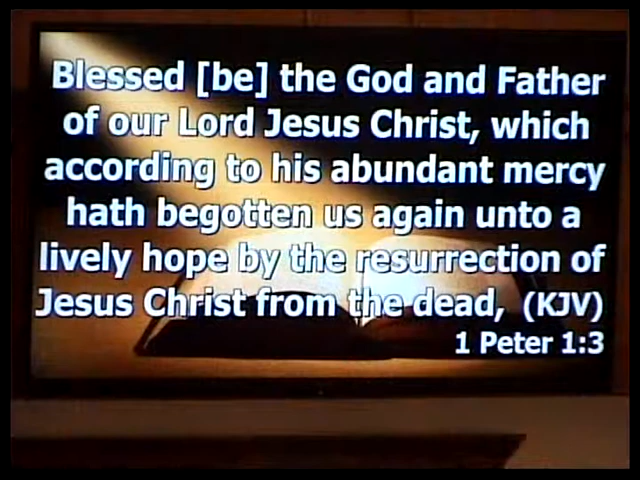 Blessed [be] the God and Father
of our Lord Jesus Christ, which
according to his abundant mercy
hath begotten us again unto a
lively hope by the resurrection of
Jesus Christ from the dead, (KJV)
1 Peter 1:3